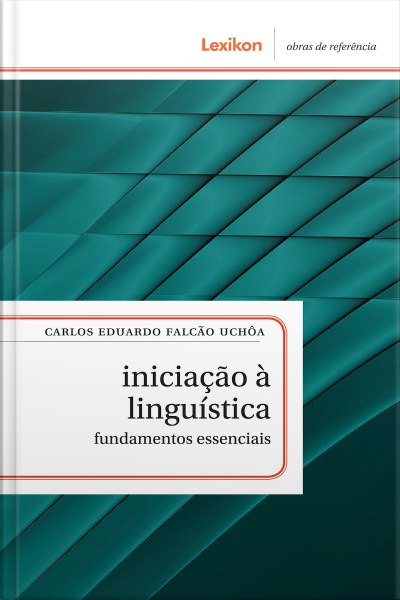 Lexikon
obras de referência
CARLOS EDUARDO FALCÃO UCHÔA
iniciação à
linguística
fundamentos essenciais